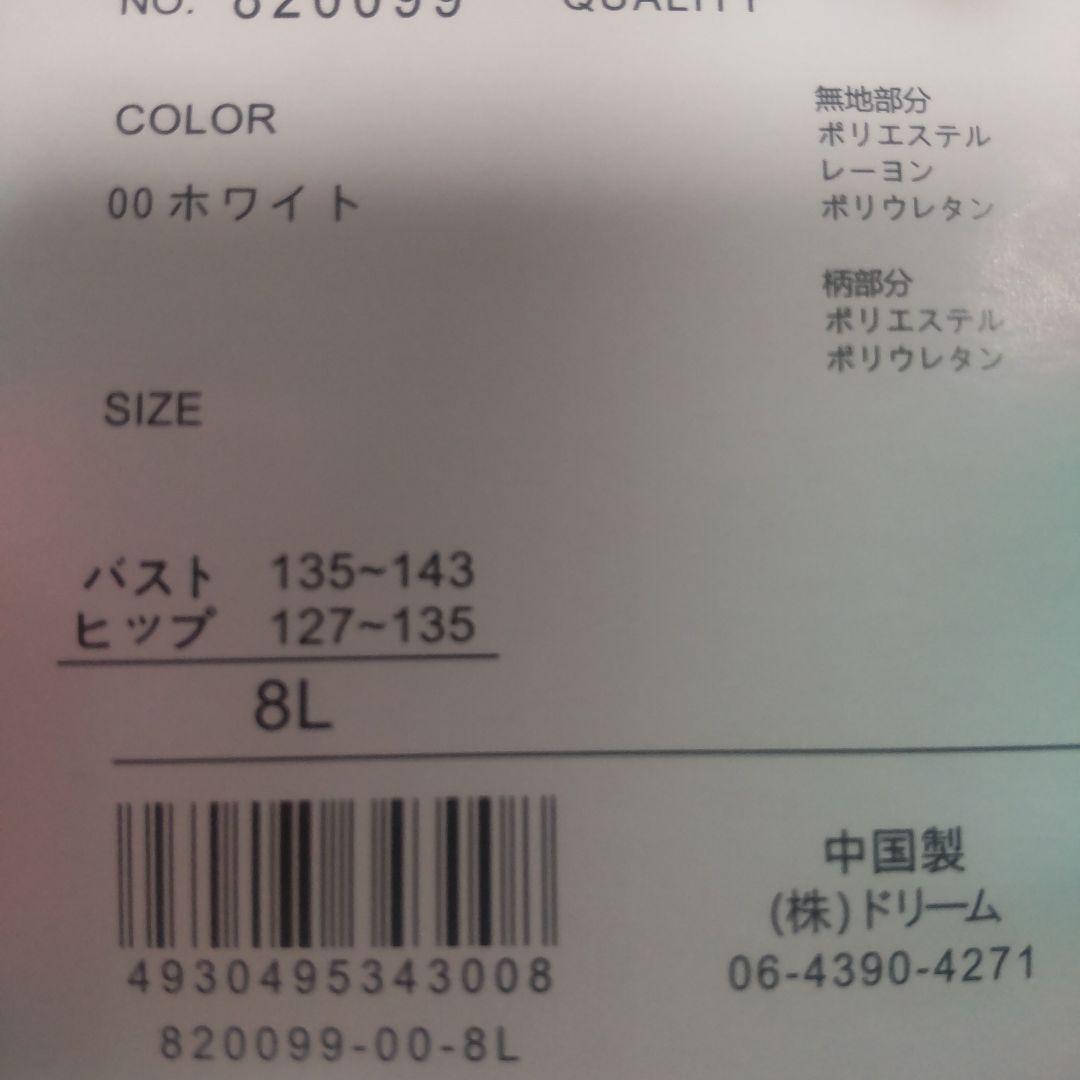 NO. 820099 QUALITY
COLOR
00 ホワイト
無地部分
ポリエステル
レーヨン
ポリウレタン
柄部分
ポリエステル
ポリウレタン
SIZE
バスト 135~143
ヒップ 127~135
8L
4930495343008
820099-00-8L
中国製
(株)ドリーム
06-4390-4271